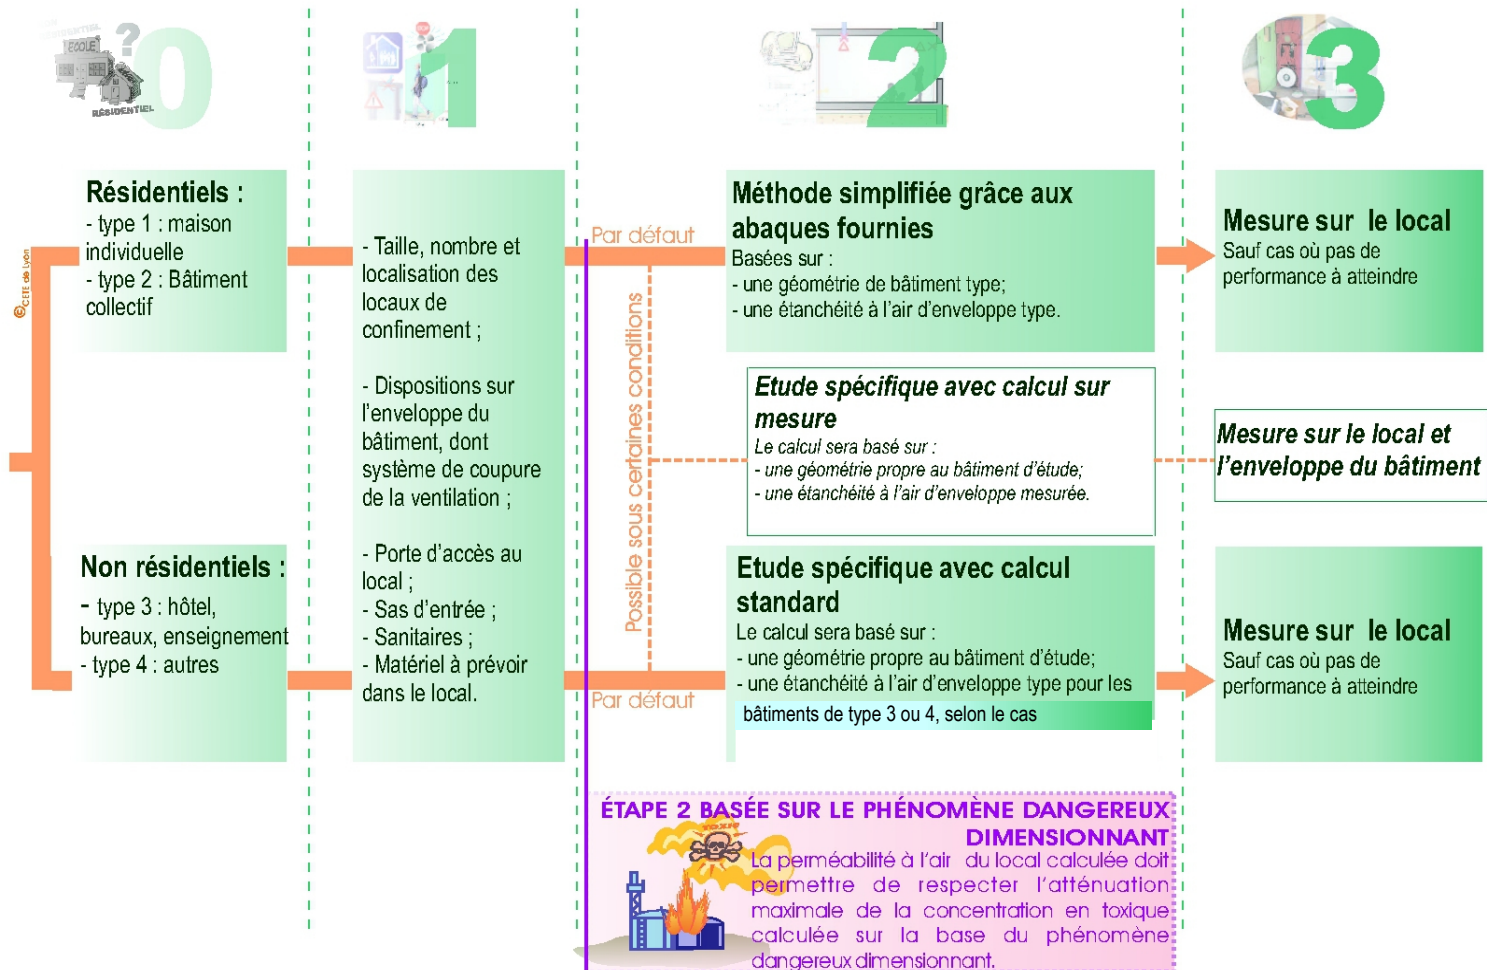 ECOLE
?
RÉSIDENTIEL
0
1
2
3
©CETE de Lyon
Résidentiels :
- type 1 : maison
individuelle
- type 2 : Bâtiment
collectif
Non résidentiels :
- type 3 : hôtel,
bureaux, enseignement
- type 4 : autres
- Taille, nombre et
localisation des
locaux de
confinement ;
- Dispositions sur
l'enveloppe du
bâtiment, dont
système de coupure
de la ventilation ;
- Porte d'accès au
local ;
- Sas d'entrée ;
- Sanitaires ;
- Matériel à prévoir
dans le local.
Par défaut
Possible sous certaines conditions
Par défaut
Méthode simplifiée grâce aux
abaques fournies
Basées sur :
- une géométrie de bâtiment type;
- une étanchéité à l'air d'enveloppe type.
Etude spécifique avec calcul sur
mesure
Le calcul sera basé sur :
- une géométrie propre au bâtiment d'étude;
- une étanchéité à l'air d'enveloppe mesurée.
Etude spécifique avec calcul
standard
Le calcul sera basé sur :
- une géométrie propre au bâtiment d'étude;
- une étanchéité à l'air d'enveloppe type pour les
bâtiments de type 3 ou 4, selon le cas
Mesure sur le local
Sauf cas où pas de
performance à atteindre
Mesure sur le local et
l'enveloppe du bâtiment
Mesure sur le local
Sauf cas où pas de
performance à atteindre
ÉTAPE 2 BASÉE SUR LE PHÉNOMÈNE DANGEREUX
DIMENSIONNANT
TOXIC
La perméabilité à l'air du local calculée doit
permettre de respecter l'atténuation
maximale de la concentration en toxique
calculée sur la base du phénomène
dangereux dimensionnant.